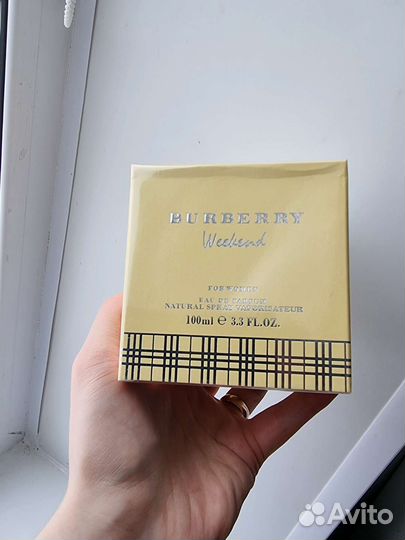 BURBERRY
Weekend
FOR WOMEN
EAU DE PARFUM
NATURAL SPRAY VAPORISATEUR
100ml ℮ 3.3 FL.OZ.
Avito